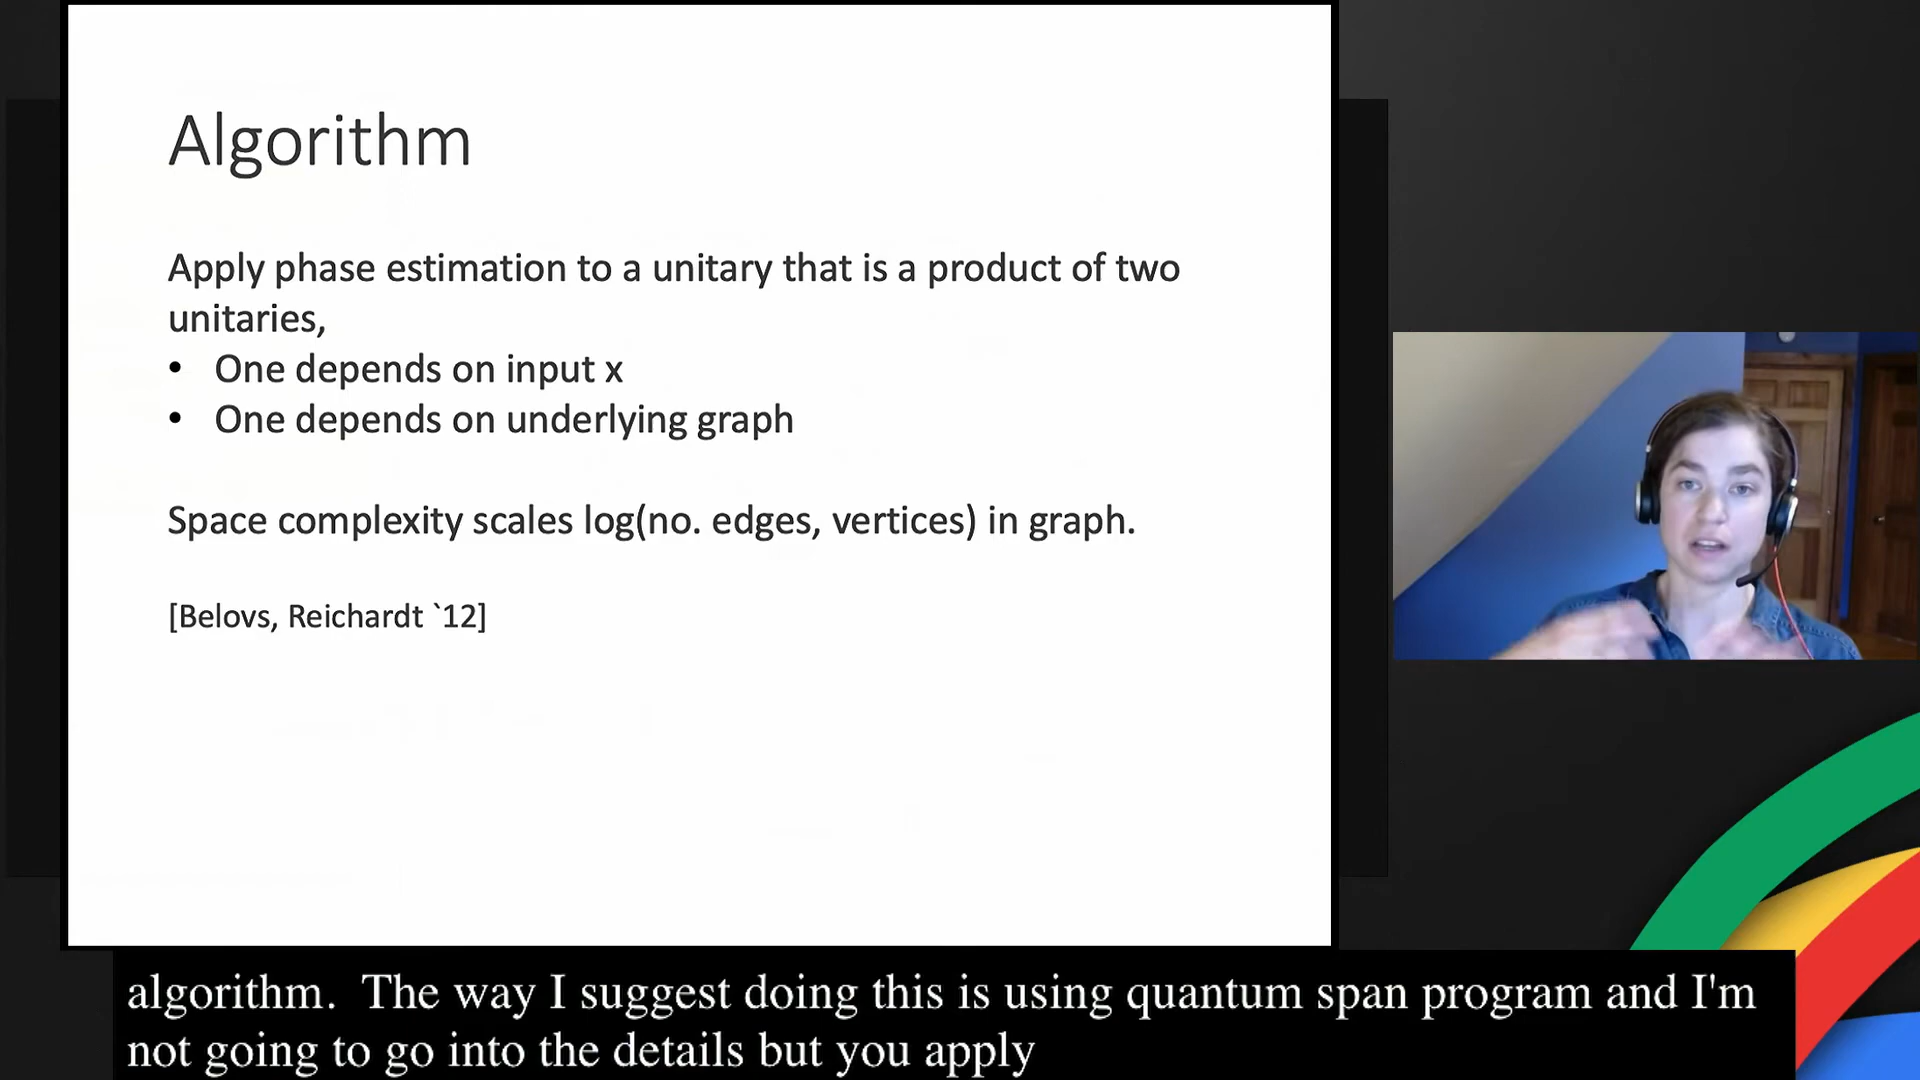 Algorithm
Apply phase estimation to a unitary that is a product of two
unitaries,
• One depends on input x
• One depends on underlying graph
Space complexity scales log(no. edges, vertices) in graph.
[Belovs, Reichardt `12]
algorithm.  The way I suggest doing this is using quantum span program and I'm
not going to go into the details but you apply